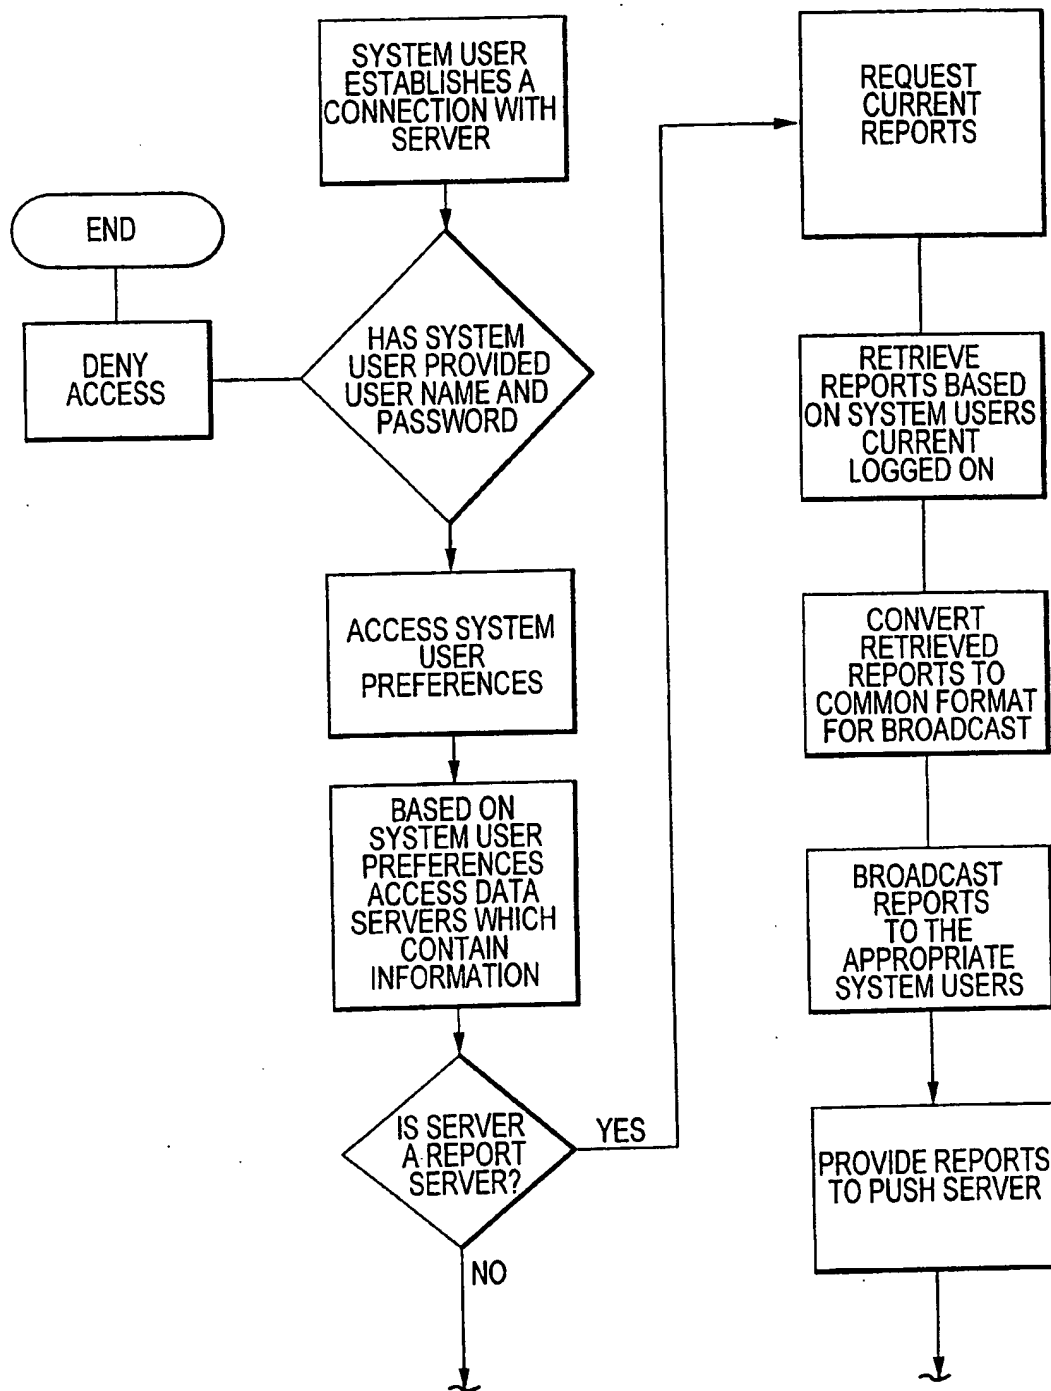 SYSTEM USER
ESTABLISHES A
CONNECTION WITH
SERVER
END
DENY
ACCESS
HAS SYSTEM
USER PROVIDED
USER NAME AND
PASSWORD
ACCESS SYSTEM
USER
PREFERENCES
BASED ON
SYSTEM USER
PREFERENCES
ACCESS DATA
SERVERS WHICH
CONTAIN
INFORMATION
IS SERVER
A REPORT
SERVER?
YES
NO
REQUEST
CURRENT
REPORTS
RETRIEVE
REPORTS BASED
ON SYSTEM USERS
CURRENT
LOGGED ON
CONVERT
RETRIEVED
REPORTS TO
COMMON FORMAT
FOR BROADCAST
BROADCAST
REPORTS
TO THE
APPROPRIATE
SYSTEM USERS
PROVIDE REPORTS
TO PUSH SERVER